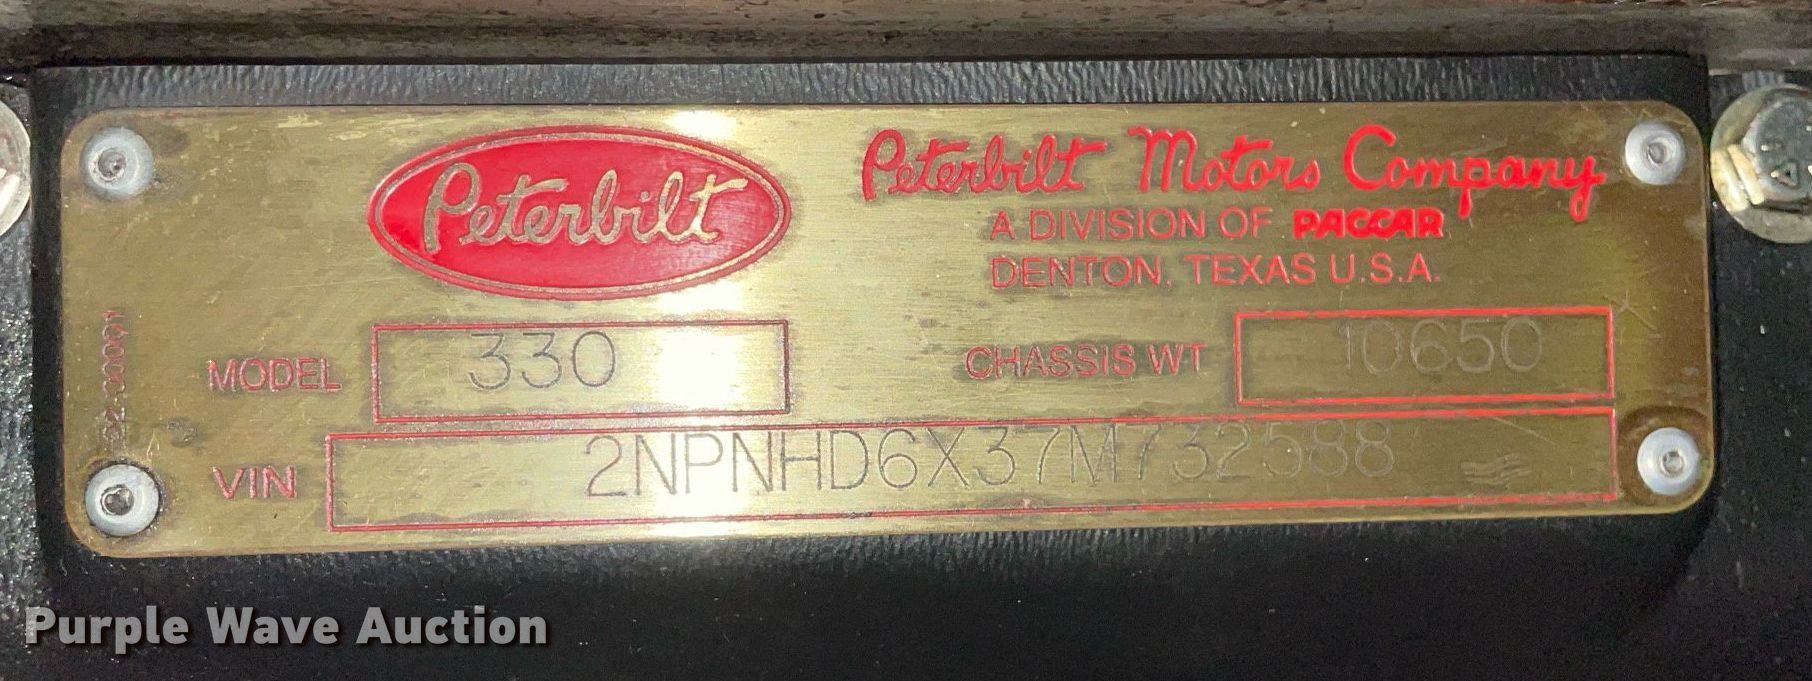 Peterbilt
Peterbilt Motors Company
A DIVISION OF PACCAR
DENTON, TEXAS U.S.A.
MODEL 330
CHASSIS WT 10650
VIN 2NPNHD6X37M732588
Purple Wave Auction